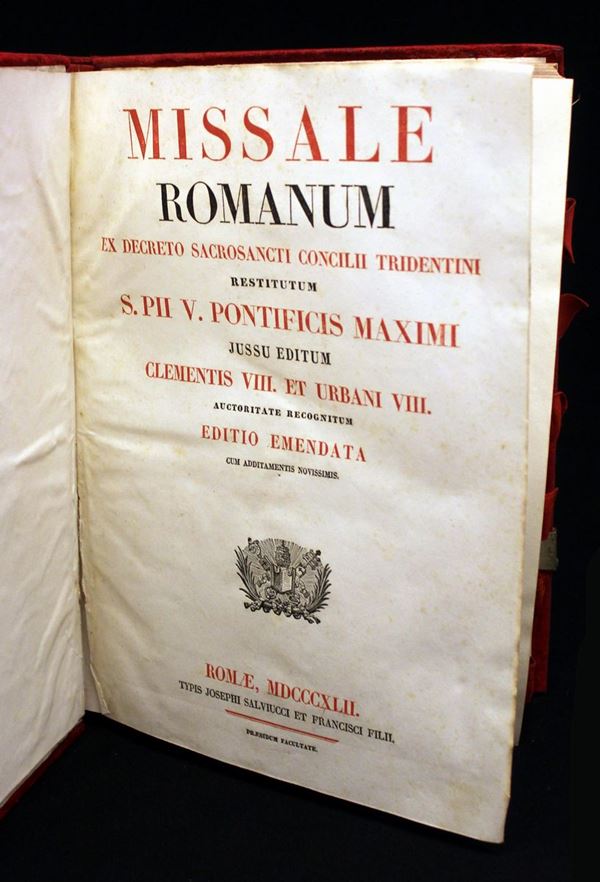 MISSALE
ROMANUM
EX DECRETO SACROSANCTI CONCILII TRIDENTINI
RESTITUTUM
S. PII V. PONTIFICIS MAXIMI
JUSSU EDITUM
CLEMENTIS VIII. ET URBANI VIII.
AUCTORITATE RECOGNITUM
EDITIO EMENDATA
CUM ADDITAMENTIS NOVISSIMIS.
ROMÆ, MDCCCXLII.
TYPIS JOSEPHI SALVIUCCI ET FRANCISCI FILII.
PRÆSIDUM FACULTATE.